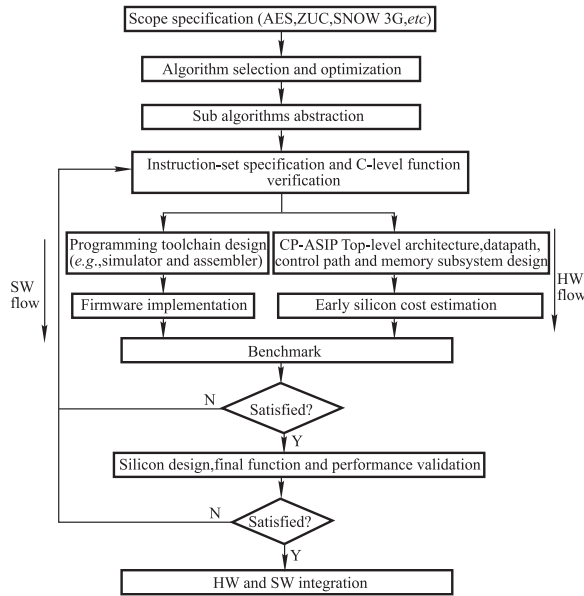 Scope specification (AES,ZUC,SNOW 3G,etc)
Algorithm selection and optimization
Sub algorithms abstraction
Instruction-set specification and C-level function
verification
Programming toolchain design
(e.g.,simulator and assembler)
CP-ASIP Top-level architecture,datapath,
control path and memory subsystem design
SW
flow
HW
flow
Firmware implementation
Early silicon cost estimation
Benchmark
N
Satisfied?
Y
Silicon design,final function and performance validation
N
Satisfied?
Y
HW and SW integration